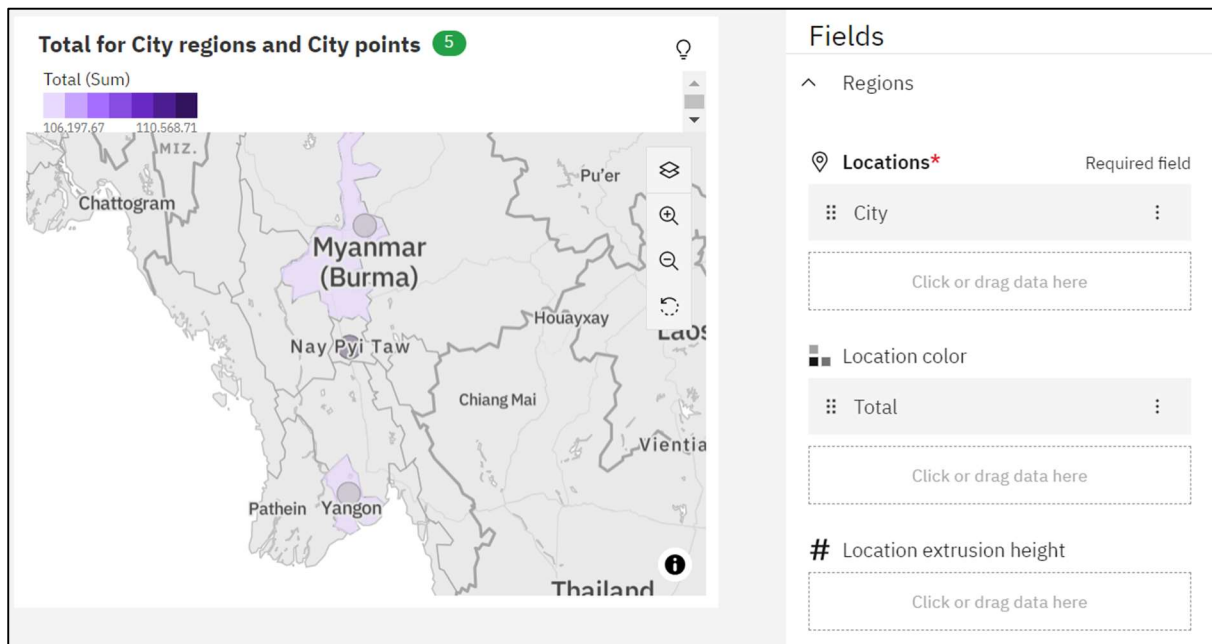 Total for City regions and City points 5
Total (Sum)
106,197.67 110,568.71
MIZ.
Chattogram
Pu'er
Myanmar
(Burma)
Houayxay
Laos
Nay Pyi Taw
Chiang Mai
Vientia
Pathein Yangon
Thailand
Fields
Regions
Locations* Required field
City
Click or drag data here
Location color
Total
Click or drag data here
# Location extrusion height
Click or drag data here